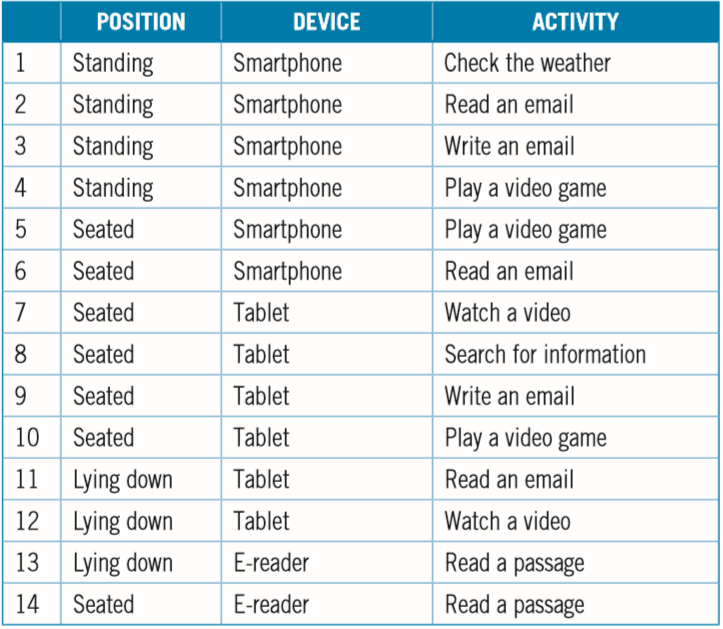 POSITION DEVICE ACTIVITY
1 Standing Smartphone Check the weather
2 Standing Smartphone Read an email
3 Standing Smartphone Write an email
4 Standing Smartphone Play a video game
5 Seated Smartphone Play a video game
6 Seated Smartphone Read an email
7 Seated Tablet Watch a video
8 Seated Tablet Search for information
9 Seated Tablet Write an email
10 Seated Tablet Play a video game
11 Lying down Tablet Read an email
12 Lying down Tablet Watch a video
13 Lying down E-reader Read a passage
14 Seated E-reader Read a passage